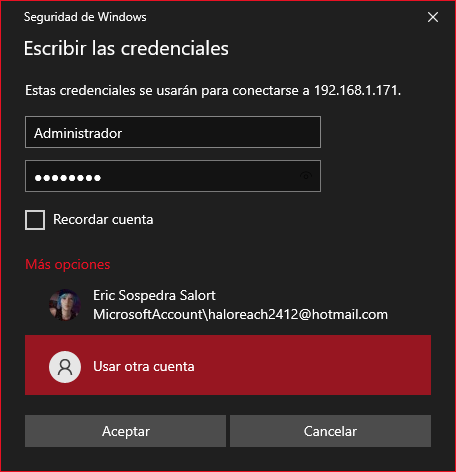 Seguridad de Windows
Escribir las credenciales
Estas credenciales se usarán para conectarse a 192.168.1.171.
Administrador
●●●●●●●●
Recordar cuenta
Más opciones
Eric Sospedra Salort
MicrosoftAccount\haloreach2412@hotmail.com
Usar otra cuenta
Aceptar
Cancelar